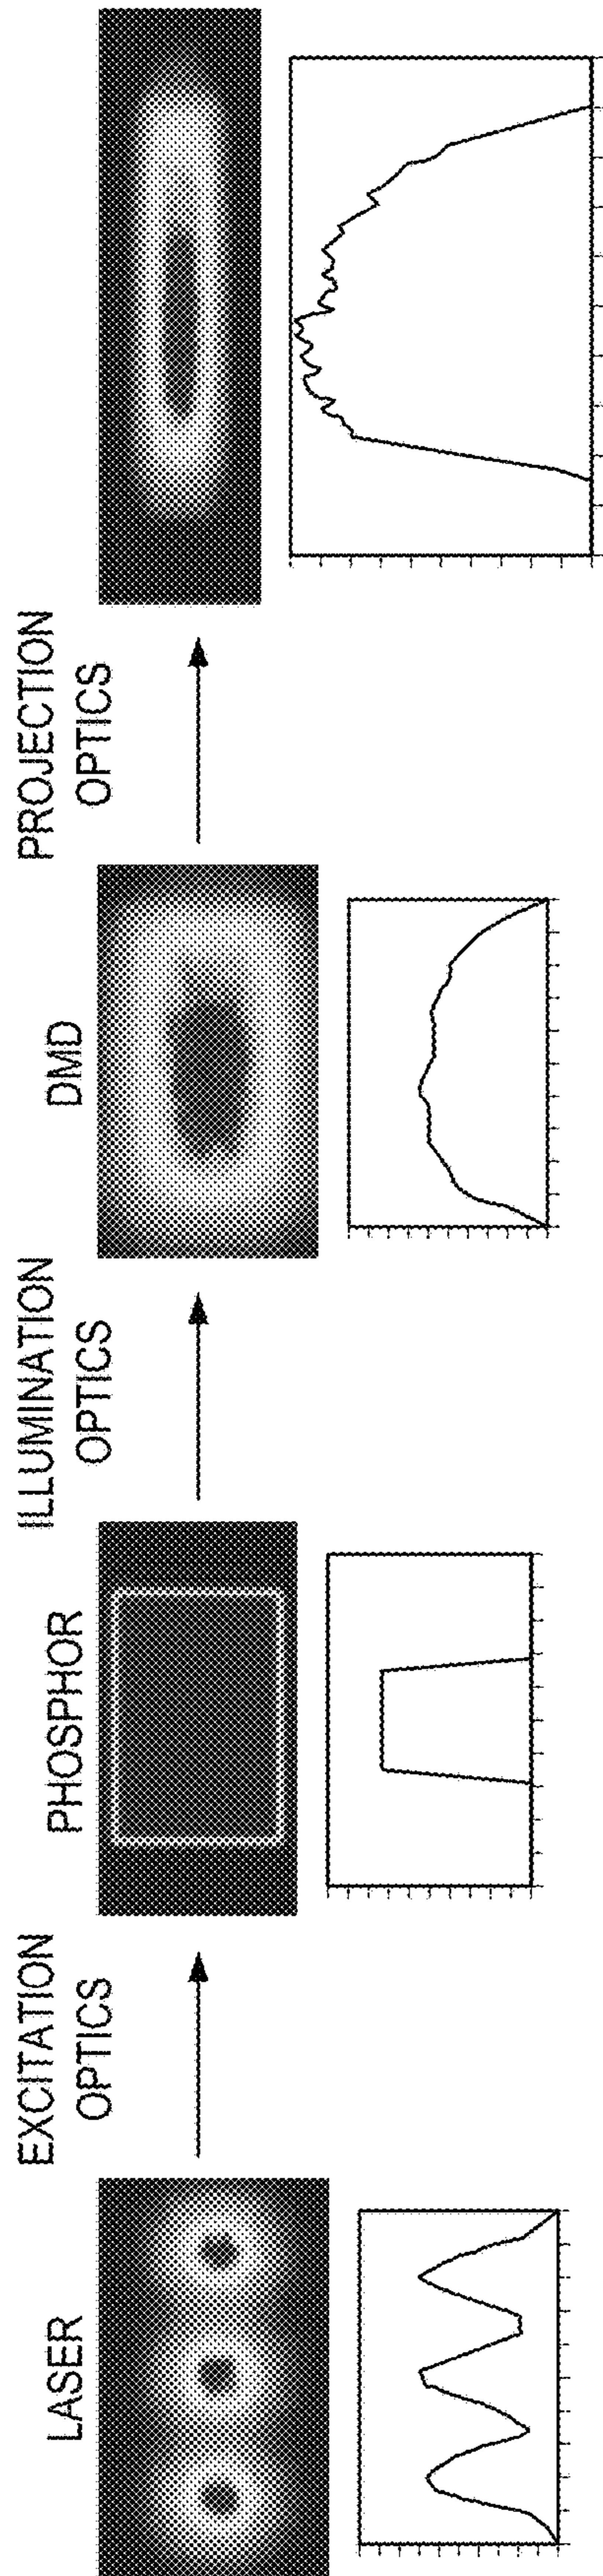 LASER
EXCITATION
OPTICS
PHOSPHOR
ILLUMINATION
OPTICS
DMD
PROJECTION
OPTICS